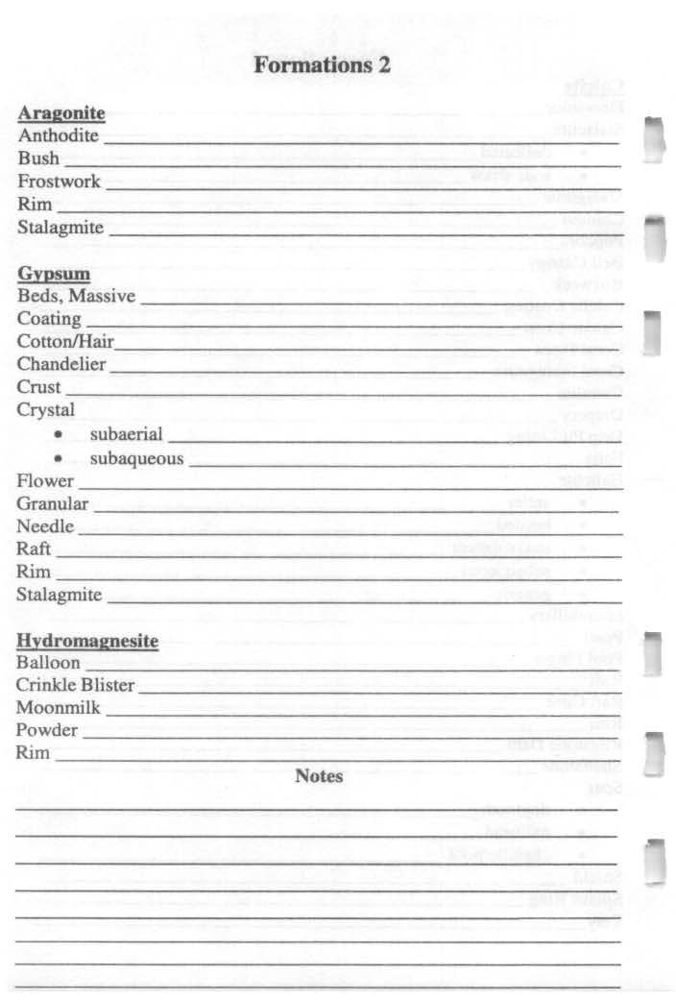 Formations 2
Aragonite
Anthodite
Bush
Frostwork
Rim
Stalagmite
Gypsum
Beds, Massive
Coating
Cotton/Hair
Chandelier
Crust
Crystal
• subaerial
• subaqueous
Flower
Granular
Needle
Raft
Rim
Stalagmite
Hydromagnesite
Balloon
Crinkle Blister
Moonmilk
Powder
Rim
Notes